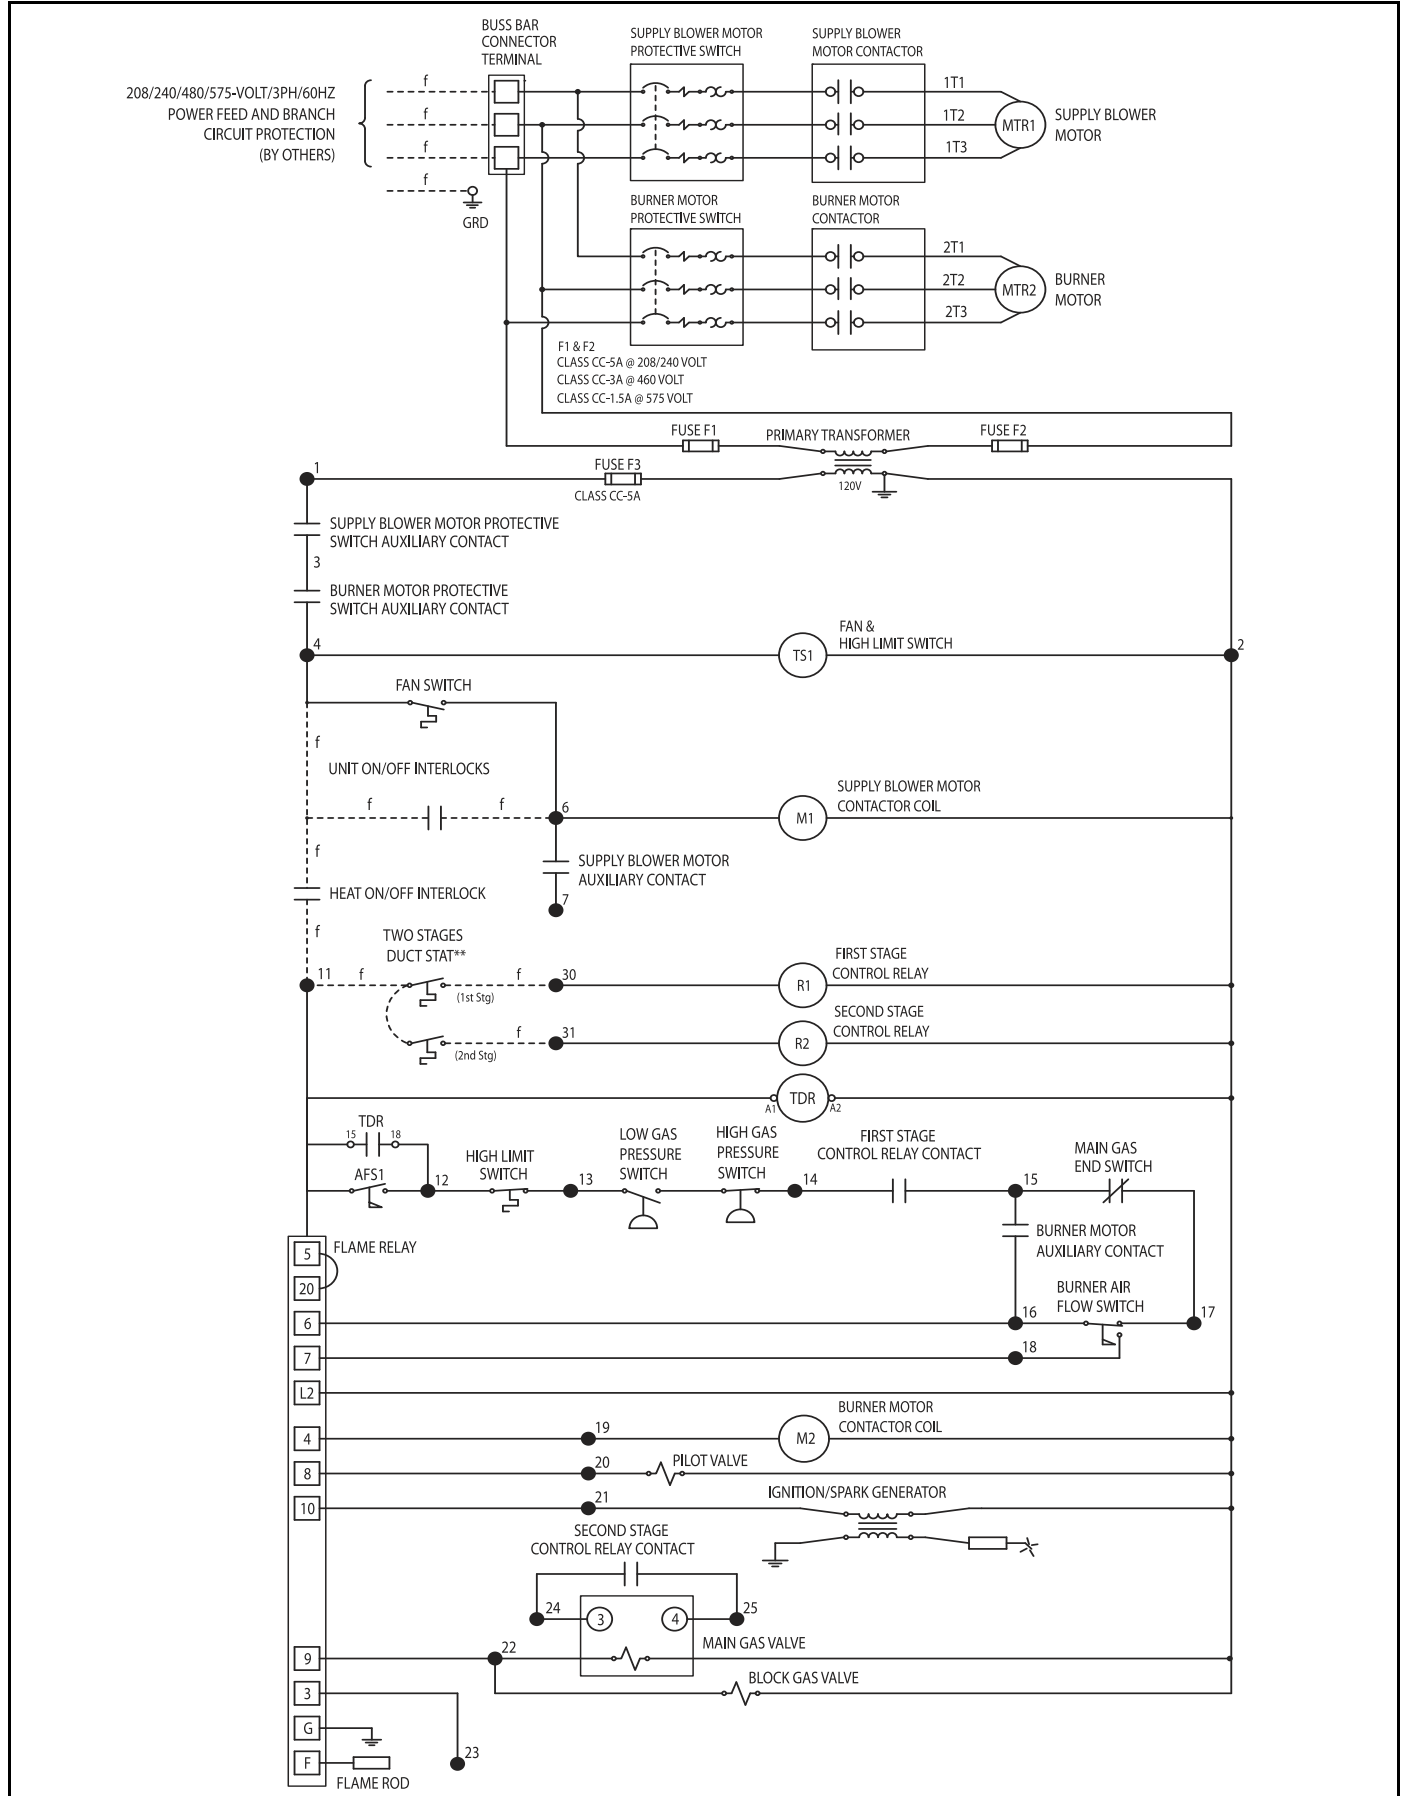 BUSS BAR
CONNECTOR
TERMINAL
SUPPLY BLOWER MOTOR
PROTECTIVE SWITCH
SUPPLY BLOWER
MOTOR CONTACTOR
208/240/480/575-VOLT/3PH/60HZ
POWER FEED AND BRANCH
CIRCUIT PROTECTION
(BY OTHERS)
f
f
f
f
GRD
1T1
1T2
1T3
MTR1
SUPPLY BLOWER
MOTOR
BURNER MOTOR
PROTECTIVE SWITCH
BURNER MOTOR
CONTACTOR
2T1
2T2
2T3
MTR2
BURNER
MOTOR
F1 & F2
CLASS CC-5A @ 208/240 VOLT
CLASS CC-3A @ 460 VOLT
CLASS CC-1.5A @ 575 VOLT
FUSE F1
PRIMARY TRANSFORMER
FUSE F2
1
FUSE F3
CLASS CC-5A
120V
SUPPLY BLOWER MOTOR PROTECTIVE
SWITCH AUXILIARY CONTACT
3
BURNER MOTOR PROTECTIVE
SWITCH AUXILIARY CONTACT
4
TS1
FAN &
HIGH LIMIT SWITCH
2
FAN SWITCH
f
UNIT ON/OFF INTERLOCKS
f
f
6
M1
SUPPLY BLOWER MOTOR
CONTACTOR COIL
f
SUPPLY BLOWER MOTOR
AUXILIARY CONTACT
7
HEAT ON/OFF INTERLOCK
f
TWO STAGES
DUCT STAT**
11
f
(1st Stg)
f
30
R1
FIRST STAGE
CONTROL RELAY
(2nd Stg)
f
31
R2
SECOND STAGE
CONTROL RELAY
A1
TDR
A2
TDR
15
18
AFS1
12
HIGH LIMIT
SWITCH
13
LOW GAS
PRESSURE
SWITCH
HIGH GAS
PRESSURE
SWITCH
14
FIRST STAGE
CONTROL RELAY CONTACT
15
MAIN GAS
END SWITCH
BURNER MOTOR
AUXILIARY CONTACT
BURNER AIR
FLOW SWITCH
5
FLAME RELAY
20
6
16
17
7
18
L2
4
19
M2
BURNER MOTOR
CONTACTOR COIL
8
20
PILOT VALVE
10
21
IGNITION/SPARK GENERATOR
SECOND STAGE
CONTROL RELAY CONTACT
24
3
4
25
9
22
MAIN GAS VALVE
3
BLOCK GAS VALVE
G
F
23
FLAME ROD